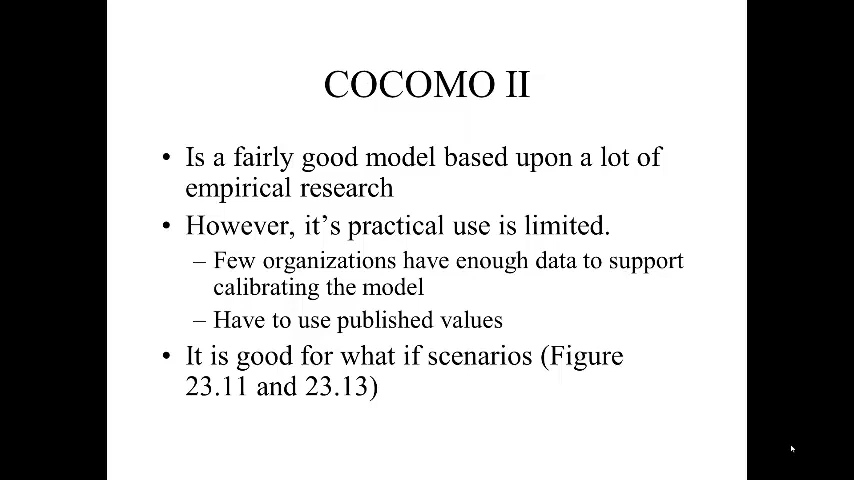 COCOMO II
• Is a fairly good model based upon a lot of
empirical research
• However, it’s practical use is limited.
– Few organizations have enough data to support
calibrating the model
– Have to use published values
• It is good for what if scenarios (Figure
23.11 and 23.13)